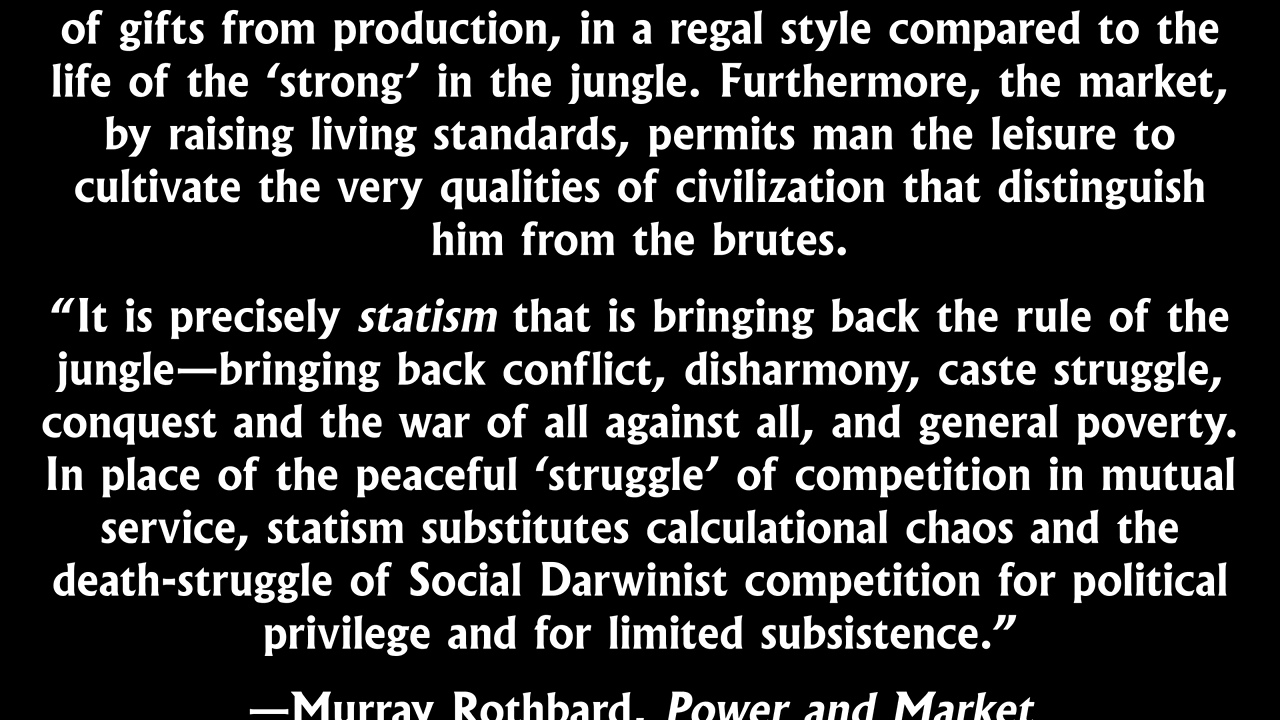 of gifts from production, in a regal style compared to the
life of the ‘strong’ in the jungle. Furthermore, the market,
by raising living standards, permits man the leisure to
cultivate the very qualities of civilization that distinguish
him from the brutes.
“It is precisely statism that is bringing back the rule of the
jungle—bringing back conflict, disharmony, caste struggle,
conquest and the war of all against all, and general poverty.
In place of the peaceful ‘struggle’ of competition in mutual
service, statism substitutes calculational chaos and the
death-struggle of Social Darwinist competition for political
privilege and for limited subsistence.”
—Murray Rothbard, Power and Market